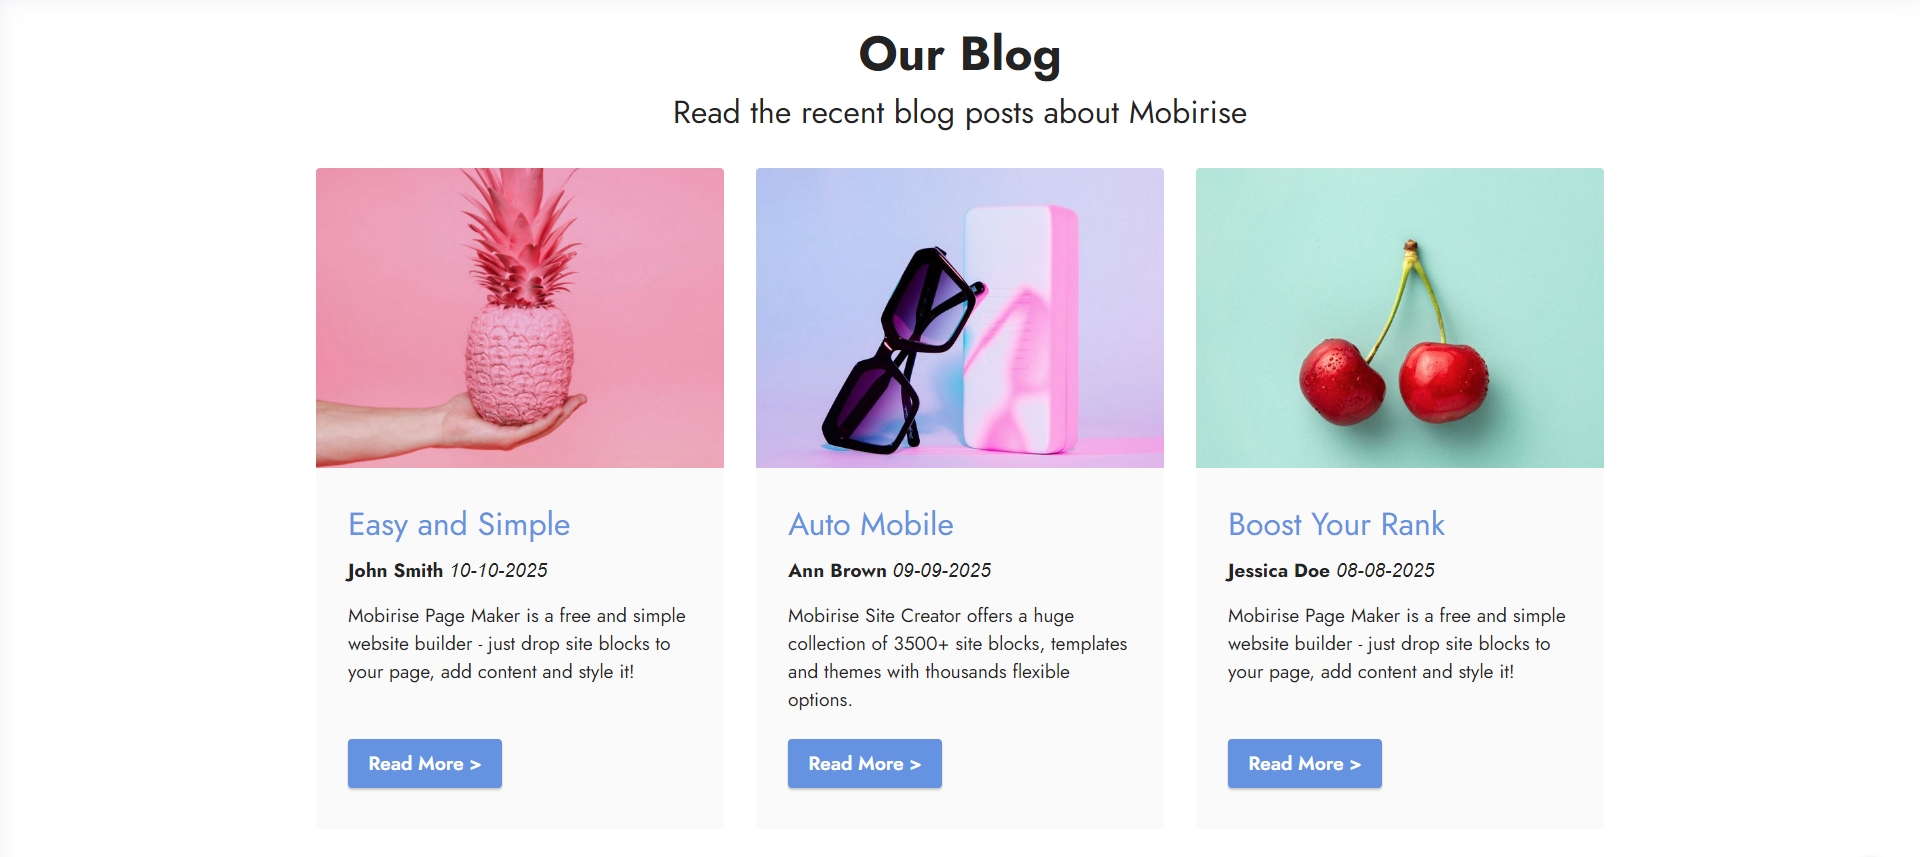 Our Blog
Read the recent blog posts about Mobirise
Easy and Simple
John Smith 10-10-2025
Mobirise Page Maker is a free and simple
website builder - just drop site blocks to
your page, add content and style it!
Read More >
Auto Mobile
Ann Brown 09-09-2025
Mobirise Site Creator offers a huge
collection of 3500+ site blocks, templates
and themes with thousands flexible
options.
Read More >
Boost Your Rank
Jessica Doe 08-08-2025
Mobirise Page Maker is a free and simple
website builder - just drop site blocks to
your page, add content and style it!
Read More >